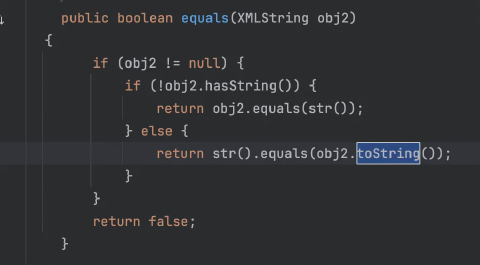 public boolean equals(XMLString obj2)
{
if (obj2 != null) {
if (!obj2.hasString()) {
return obj2.equals(str());
} else {
return str().equals(obj2.toString());
}
}
return false;
}